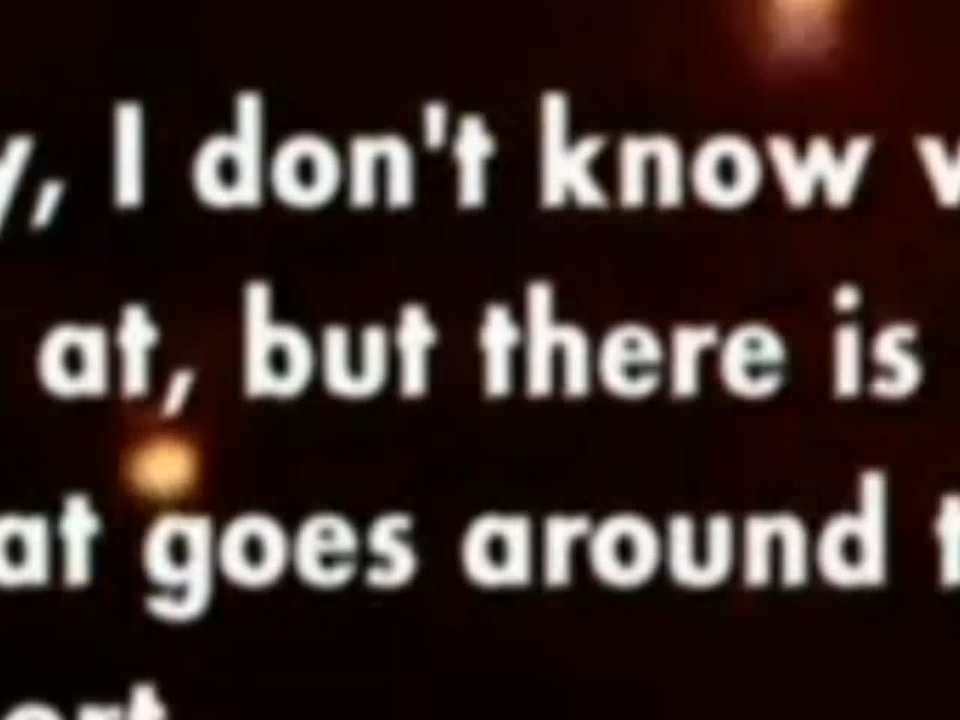 y, I don't know
at, but there is
at goes around